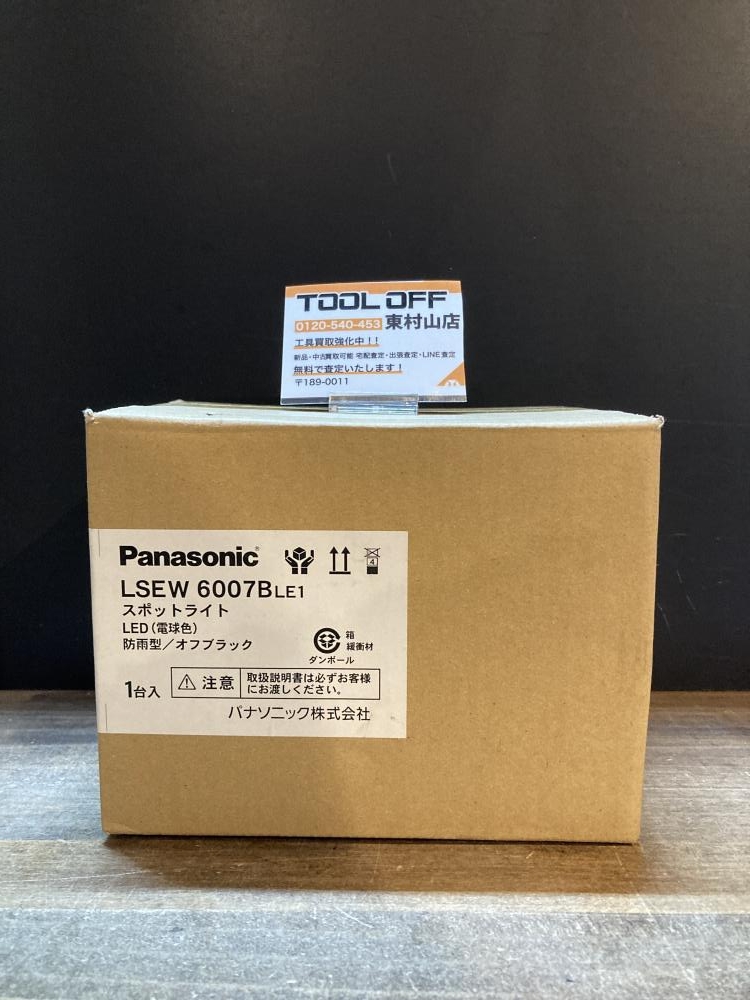 TOOL OFF
0120-540-453 東村山店
工具買取強化中！！
新品・中古買取可能 宅配査定・出張査定・LINE査定
無料で査定いたします！
〒189-0011
Panasonic®
4
LSEW 6007BLE1
スポットライト
LED(電球色)
防雨型／オフブラック
箱
緩衝材
ダンボール
1台入
注意
取扱説明書は必ずお客様
にお渡しください。
パナソニック株式会社